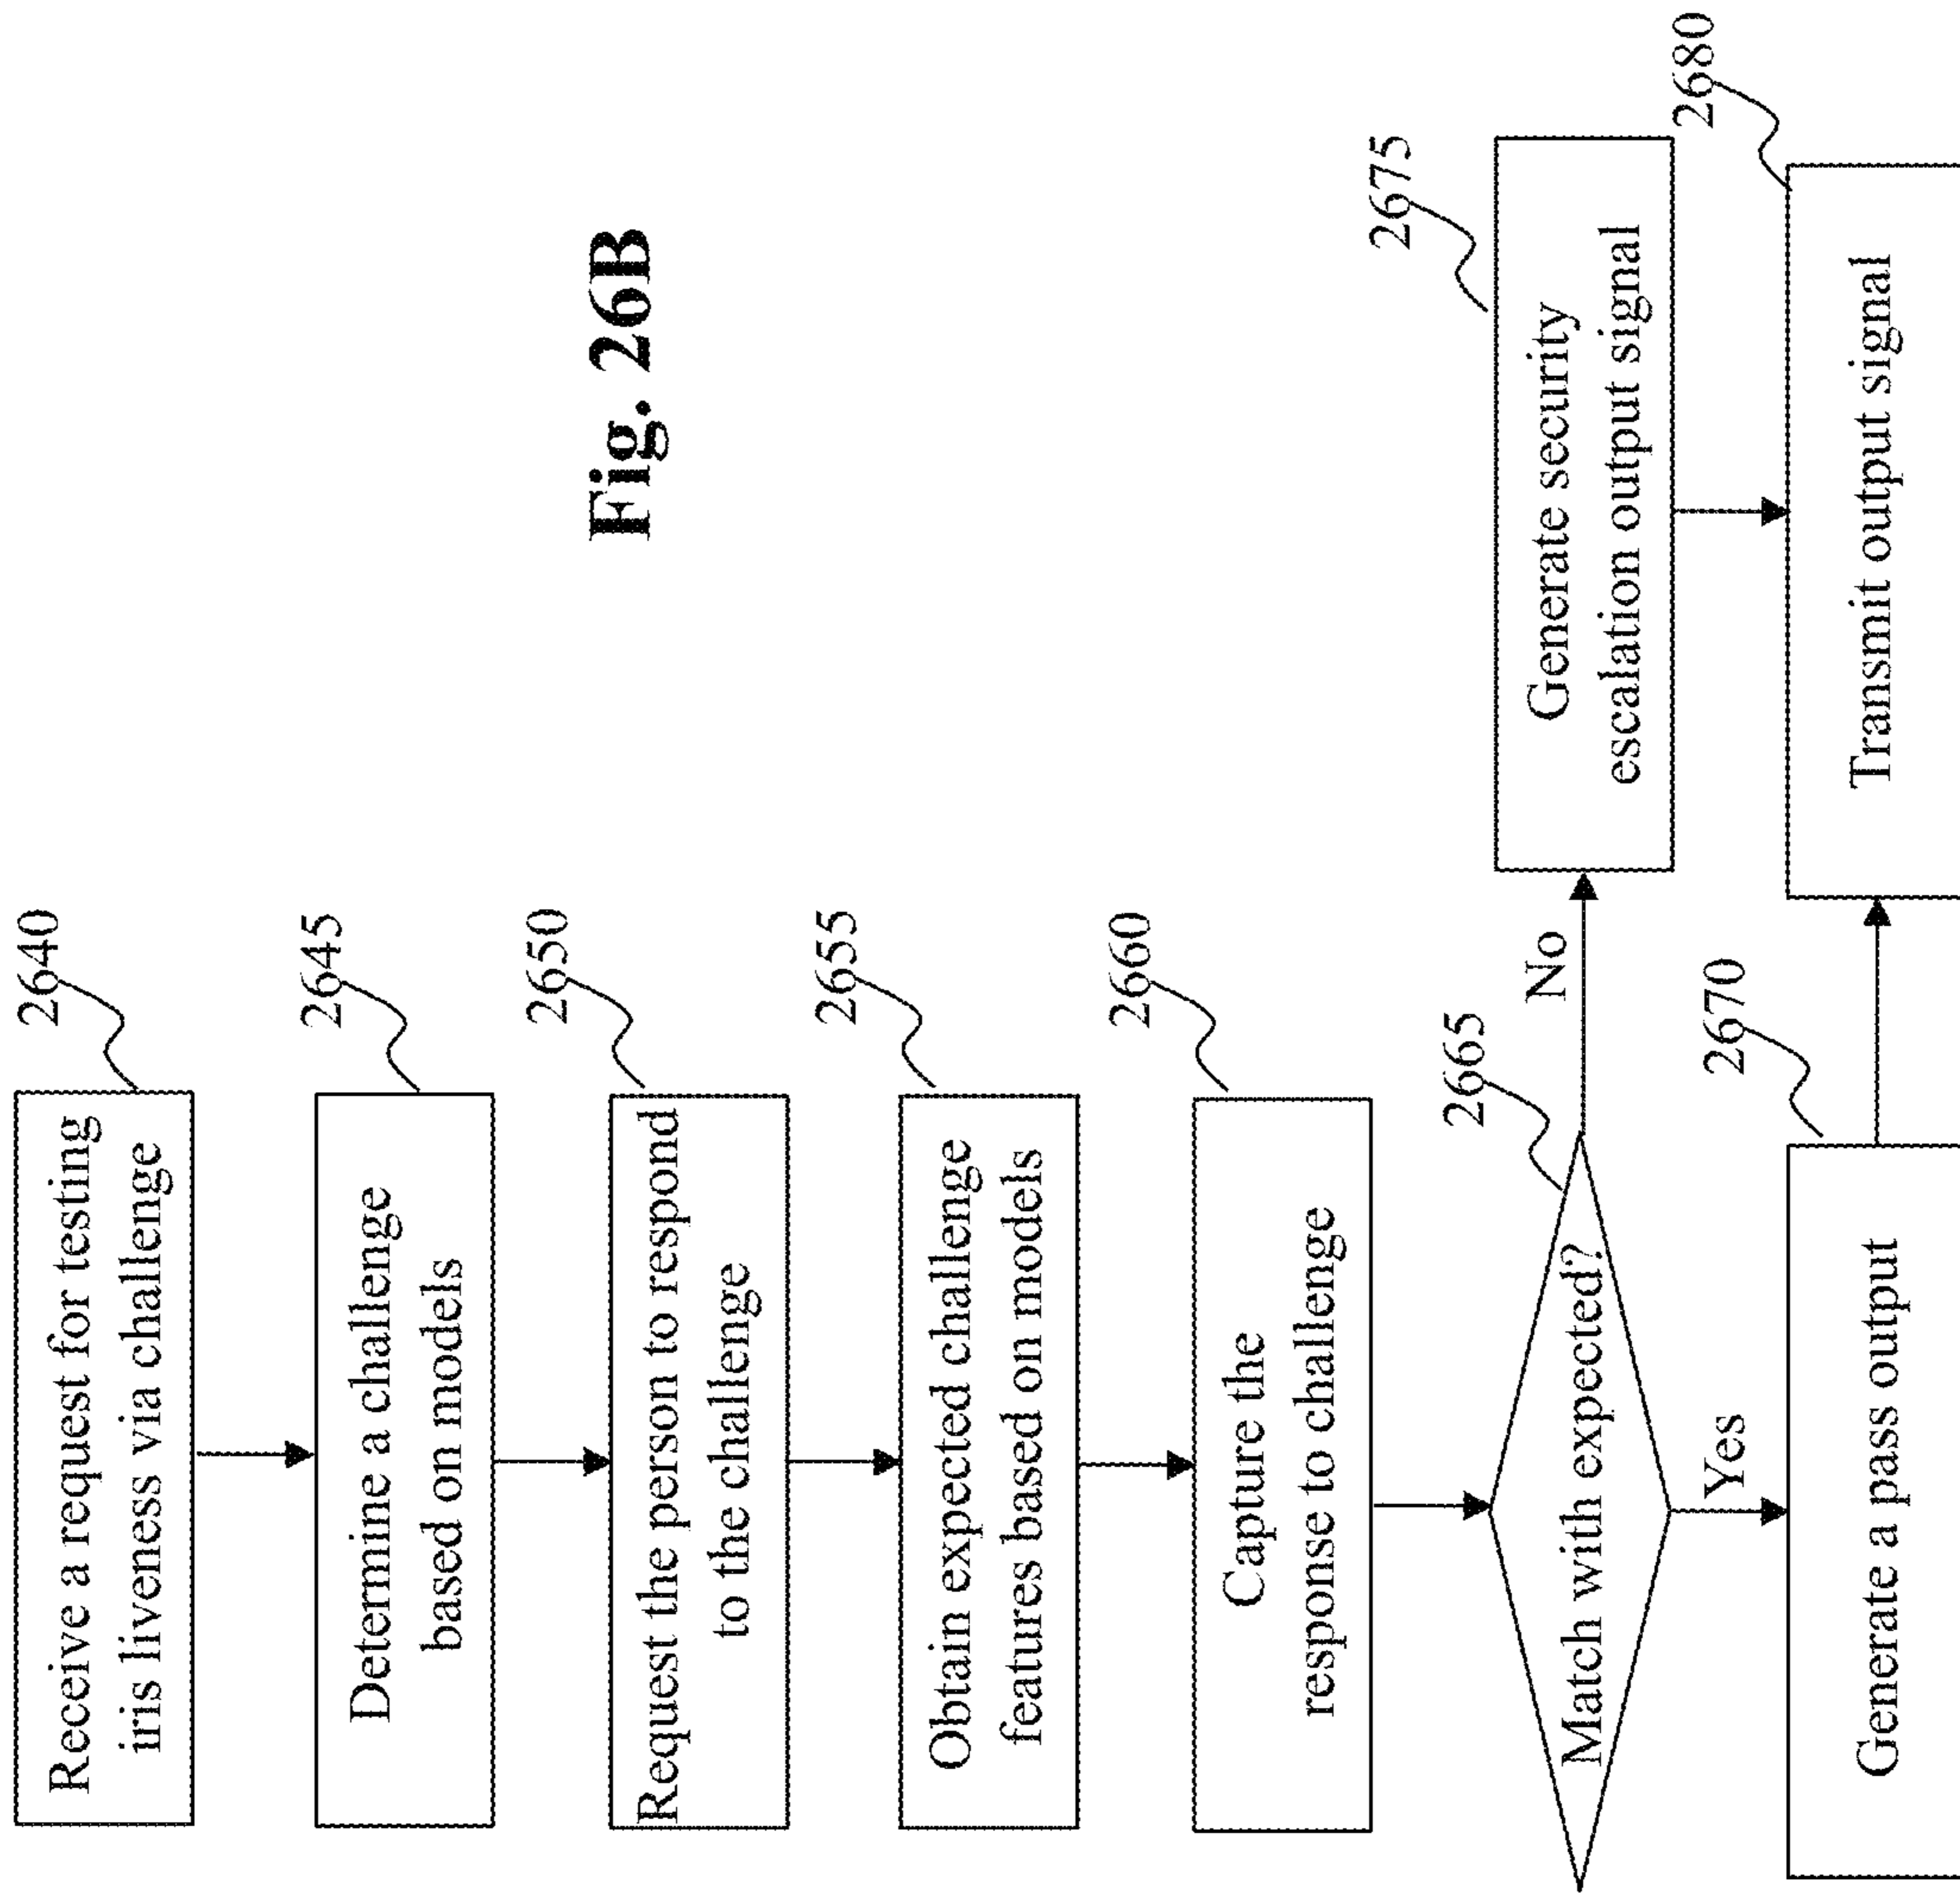 2640
Receive a request for testing
iris liveness via challenge
2645
Determine a challenge
based on models
2650
Request the person to respond
to the challenge
2655
Obtain expected challenge
features based on models
2660
Capture the
response to challenge
2665
Match with expected?
No
Yes
2675
Generate security
escalation output signal
2670
Generate a pass output
2680
Transmit output signal
Fig. 26B